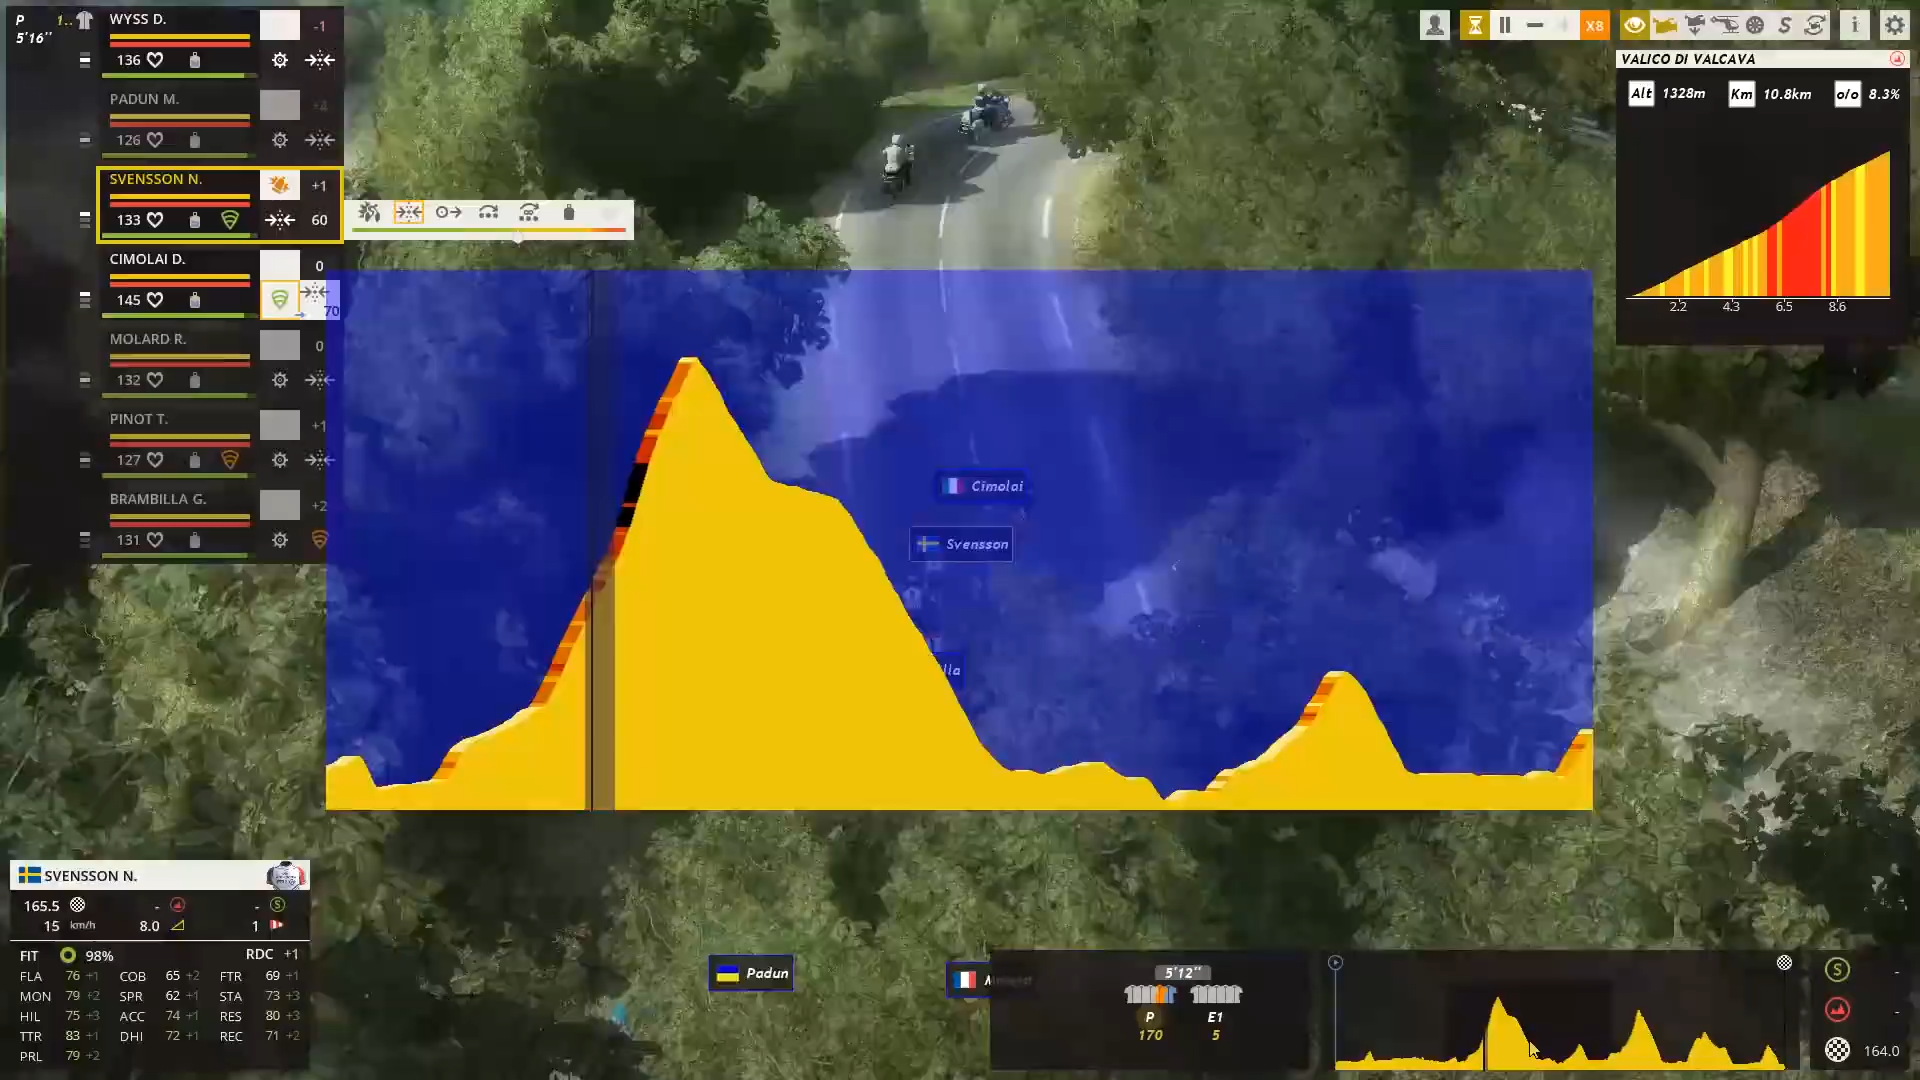 P
1..
5'16''
WYSS D.
-1
136
PADUN M.
+4
126
SVENSSON N.
+1
133
60
CIMOLAI D.
0
145
70
MOLARD R.
0
132
PINOT T.
+1
127
BRAMBILLA G.
+2
131
X8
S
i
VALICO DI VALCAVA
Alt 1328m Km 10.8km o/o 8.3%
2.2 4.3 6.5 8.6
Cimolai
Svensson
lla
Padun
SVENSSON N.
165.5 - - S
15 km/h 8.0 1
FIT 98% RDC +1
FLA 76 +1 COB 65 +2 FTR 69 +1
MON 79 +2 SPR 62 +1 STA 73 +3
HIL 75 +3 ACC 74 +1 RES 80 +3
TTR 83 +1 DHI 72 +1 REC 71 +2
PRL 79 +2
5'12''
P E1
170 5
S -
-
164.0